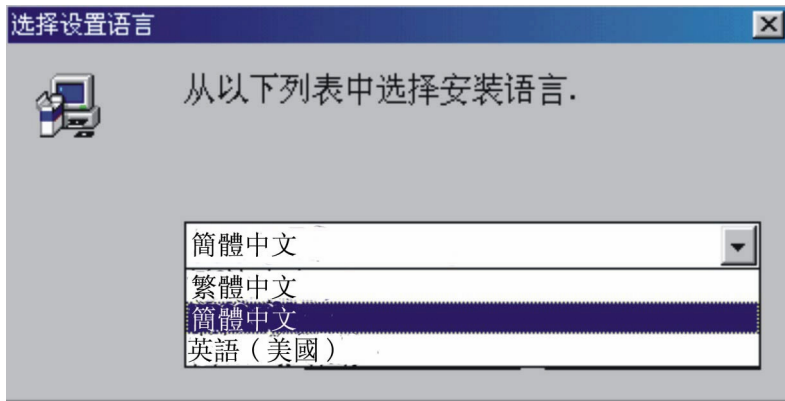 选择设置语言
从以下列表中选择安装语言.
簡體中文
繁體中文
簡體中文
英語（美國）